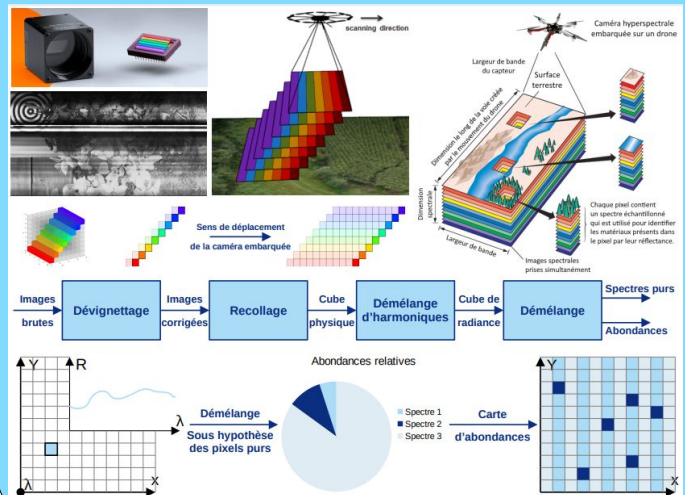 scanning direction
Caméra hyperspectrale
embarquée sur un drone
Largeur de bande
du capteur
Surface
terrestre
Dimension le long de la voie créée
par le mouvement du drone
Dimension
spectrale
Largeur de bande
Images spectrales
prises simultanément
Chaque pixel contient
un spectre échantillonné
qui est utilisé pour identifier
les matériaux présents dans
le pixel par leur réflectance.
Sens de déplacement
de la caméra embarquée
Images
brutes
Dévignettage
Images
corrigées
Recollage
Cube
physique
Démélange
d'harmoniques
Cube de
radiance
Démélange
Spectres purs
Abondances
Y
R
λ
λ
X
Démélange
Sous hypothèse
des pixels purs
Abondances relatives
Spectre 1
Spectre 2
Spectre 3
Carte
d'abondances
Y
X